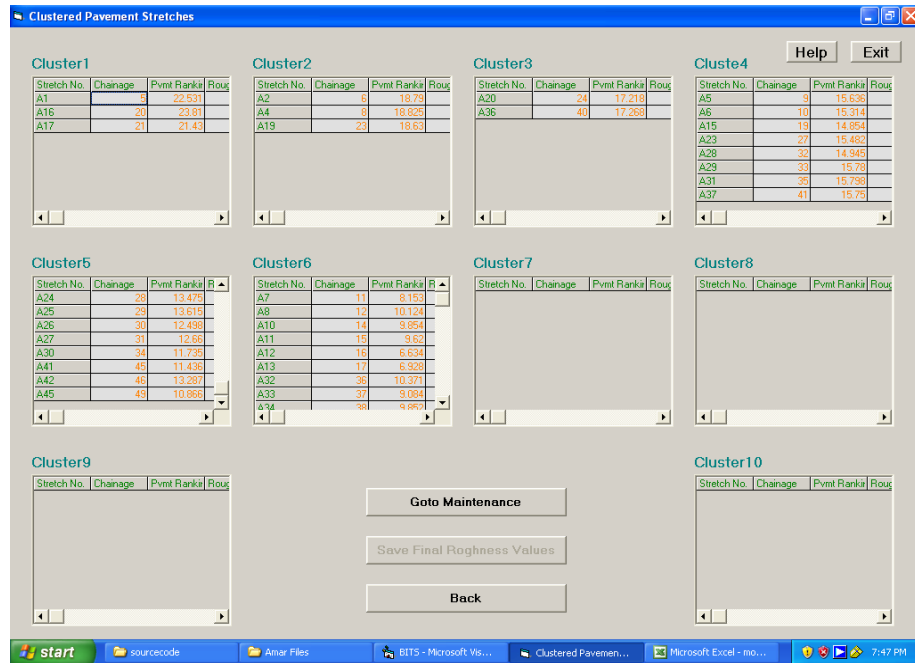 Clustered Pavement Stretches
Help Exit
Cluster1
Stretch No. Chainage Pvmt Rankir Roug
A1 5 22.531
A16 20 23.81
A17 21 21.43
Cluster2
Stretch No. Chainage Pvmt Rankir Roug
A2 6 18.79
A4 8 18.825
A19 23 18.63
Cluster3
Stretch No. Chainage Pvmt Rankir Roug
A20 24 17.218
A36 40 17.268
Cluste4
Stretch No. Chainage Pvmt Rankir Roug
A5 9 15.636
A6 10 15.314
A15 19 14.854
A23 27 15.482
A28 32 14.945
A29 33 15.78
A31 35 15.798
A37 41 15.75
Cluster5
Stretch No. Chainage Pvmt Rankir R
A24 28 13.475
A25 29 13.615
A26 30 12.498
A27 31 12.66
A30 34 11.735
A41 45 11.436
A42 46 13.287
A45 49 10.866
Cluster6
Stretch No. Chainage Pvmt Rankir R
A7 11 8.153
A8 12 10.124
A10 14 9.854
A11 15 9.62
A12 16 6.634
A13 17 6.928
A32 36 10.371
A33 37 9.084
A34 38 9.852
Cluster7
Stretch No. Chainage Pvmt Rankir Roug
Cluster8
Stretch No. Chainage Pvmt Rankir Roug
Cluster9
Stretch No. Chainage Pvmt Rankir Roug
Goto Maintenance
Save Final Roghness Values
Back
Cluster10
Stretch No. Chainage Pvmt Rankir Roug
start sourcecode Amar Files BITS - Microsoft Vis... Clustered Pavemen... Microsoft Excel - mo... 7:47 PM